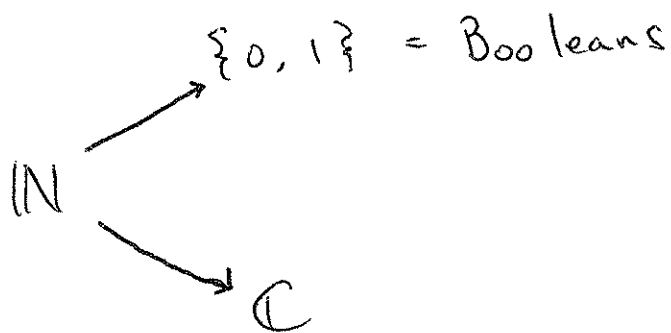 {0, 1} = Booleans
ℕ
ℂ